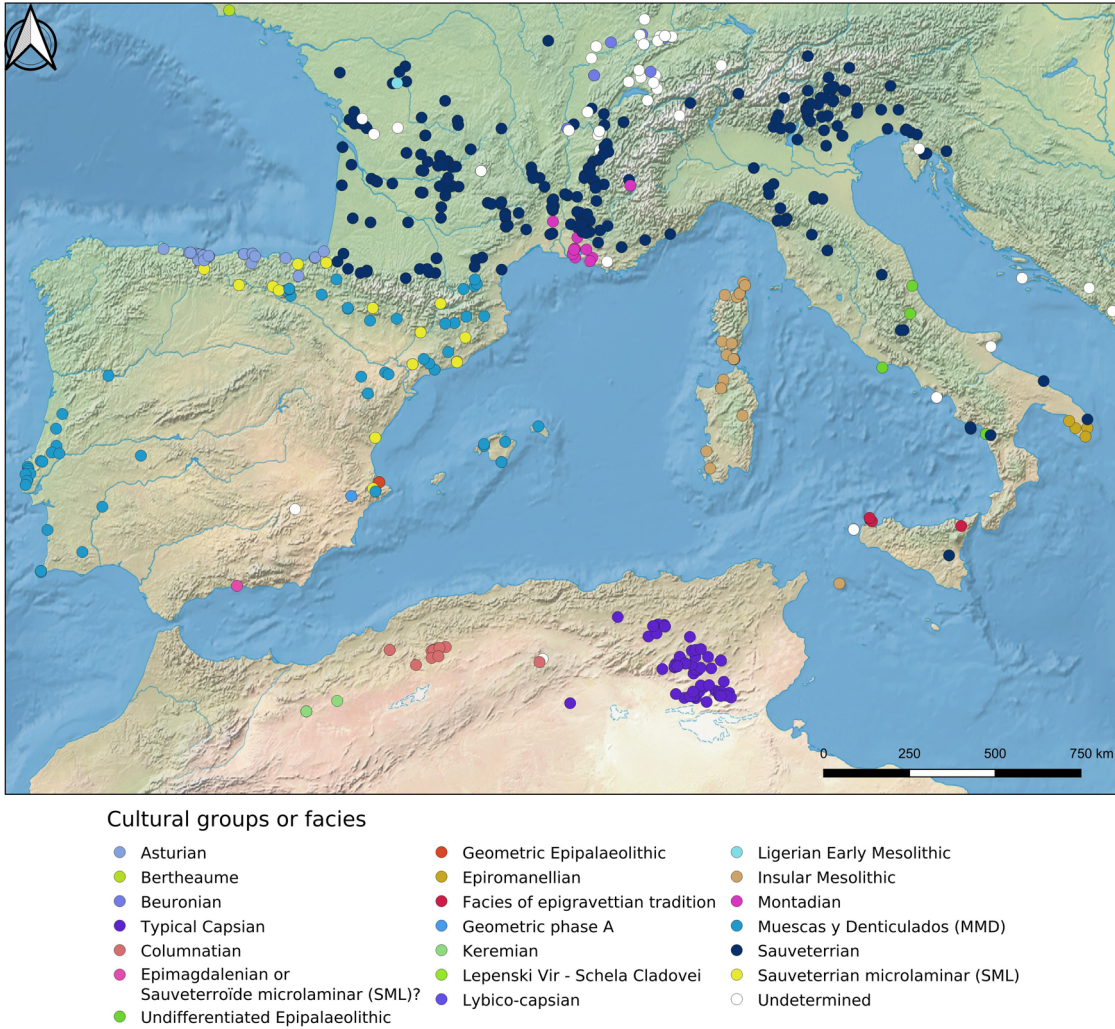 0 250 500 750 km
Cultural groups or facies
Asturian
Bertheaume
Beuronian
Typical Capsian
Columnatian
Epimagdalenian or
Sauveterroïde microlaminar (SML)?
Undifferentiated Epipalaeolithic
Geometric Epipalaeolithic
Epiromanellian
Facies of epigravettian tradition
Geometric phase A
Keremian
Lepenski Vir - Schela Cladovei
Lybico-capsian
Ligerian Early Mesolithic
Insular Mesolithic
Montadian
Muescas y Denticulados (MMD)
Sauveterrian
Sauveterrian microlaminar (SML)
Undetermined